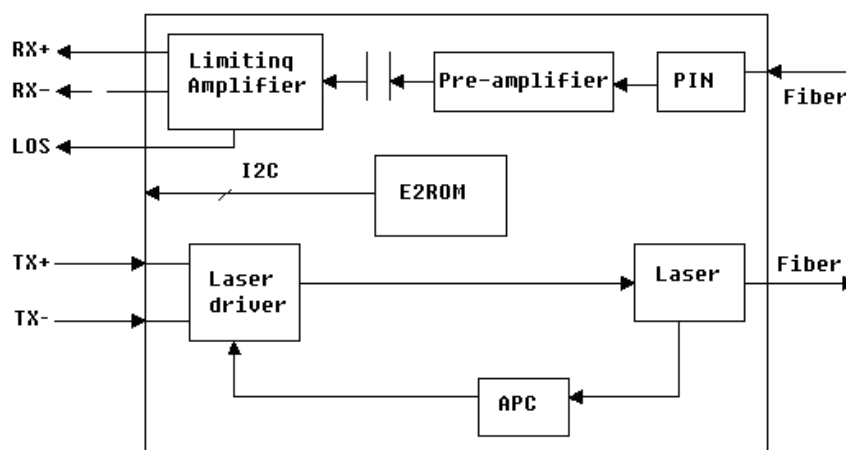 RX+
Limitinq
Amplifier
Pre-amplifier
PIN
RX-
Fiber
LOS
I2C
E2ROM
TX+
Laser
driver
Laser
Fiber
TX-
APC